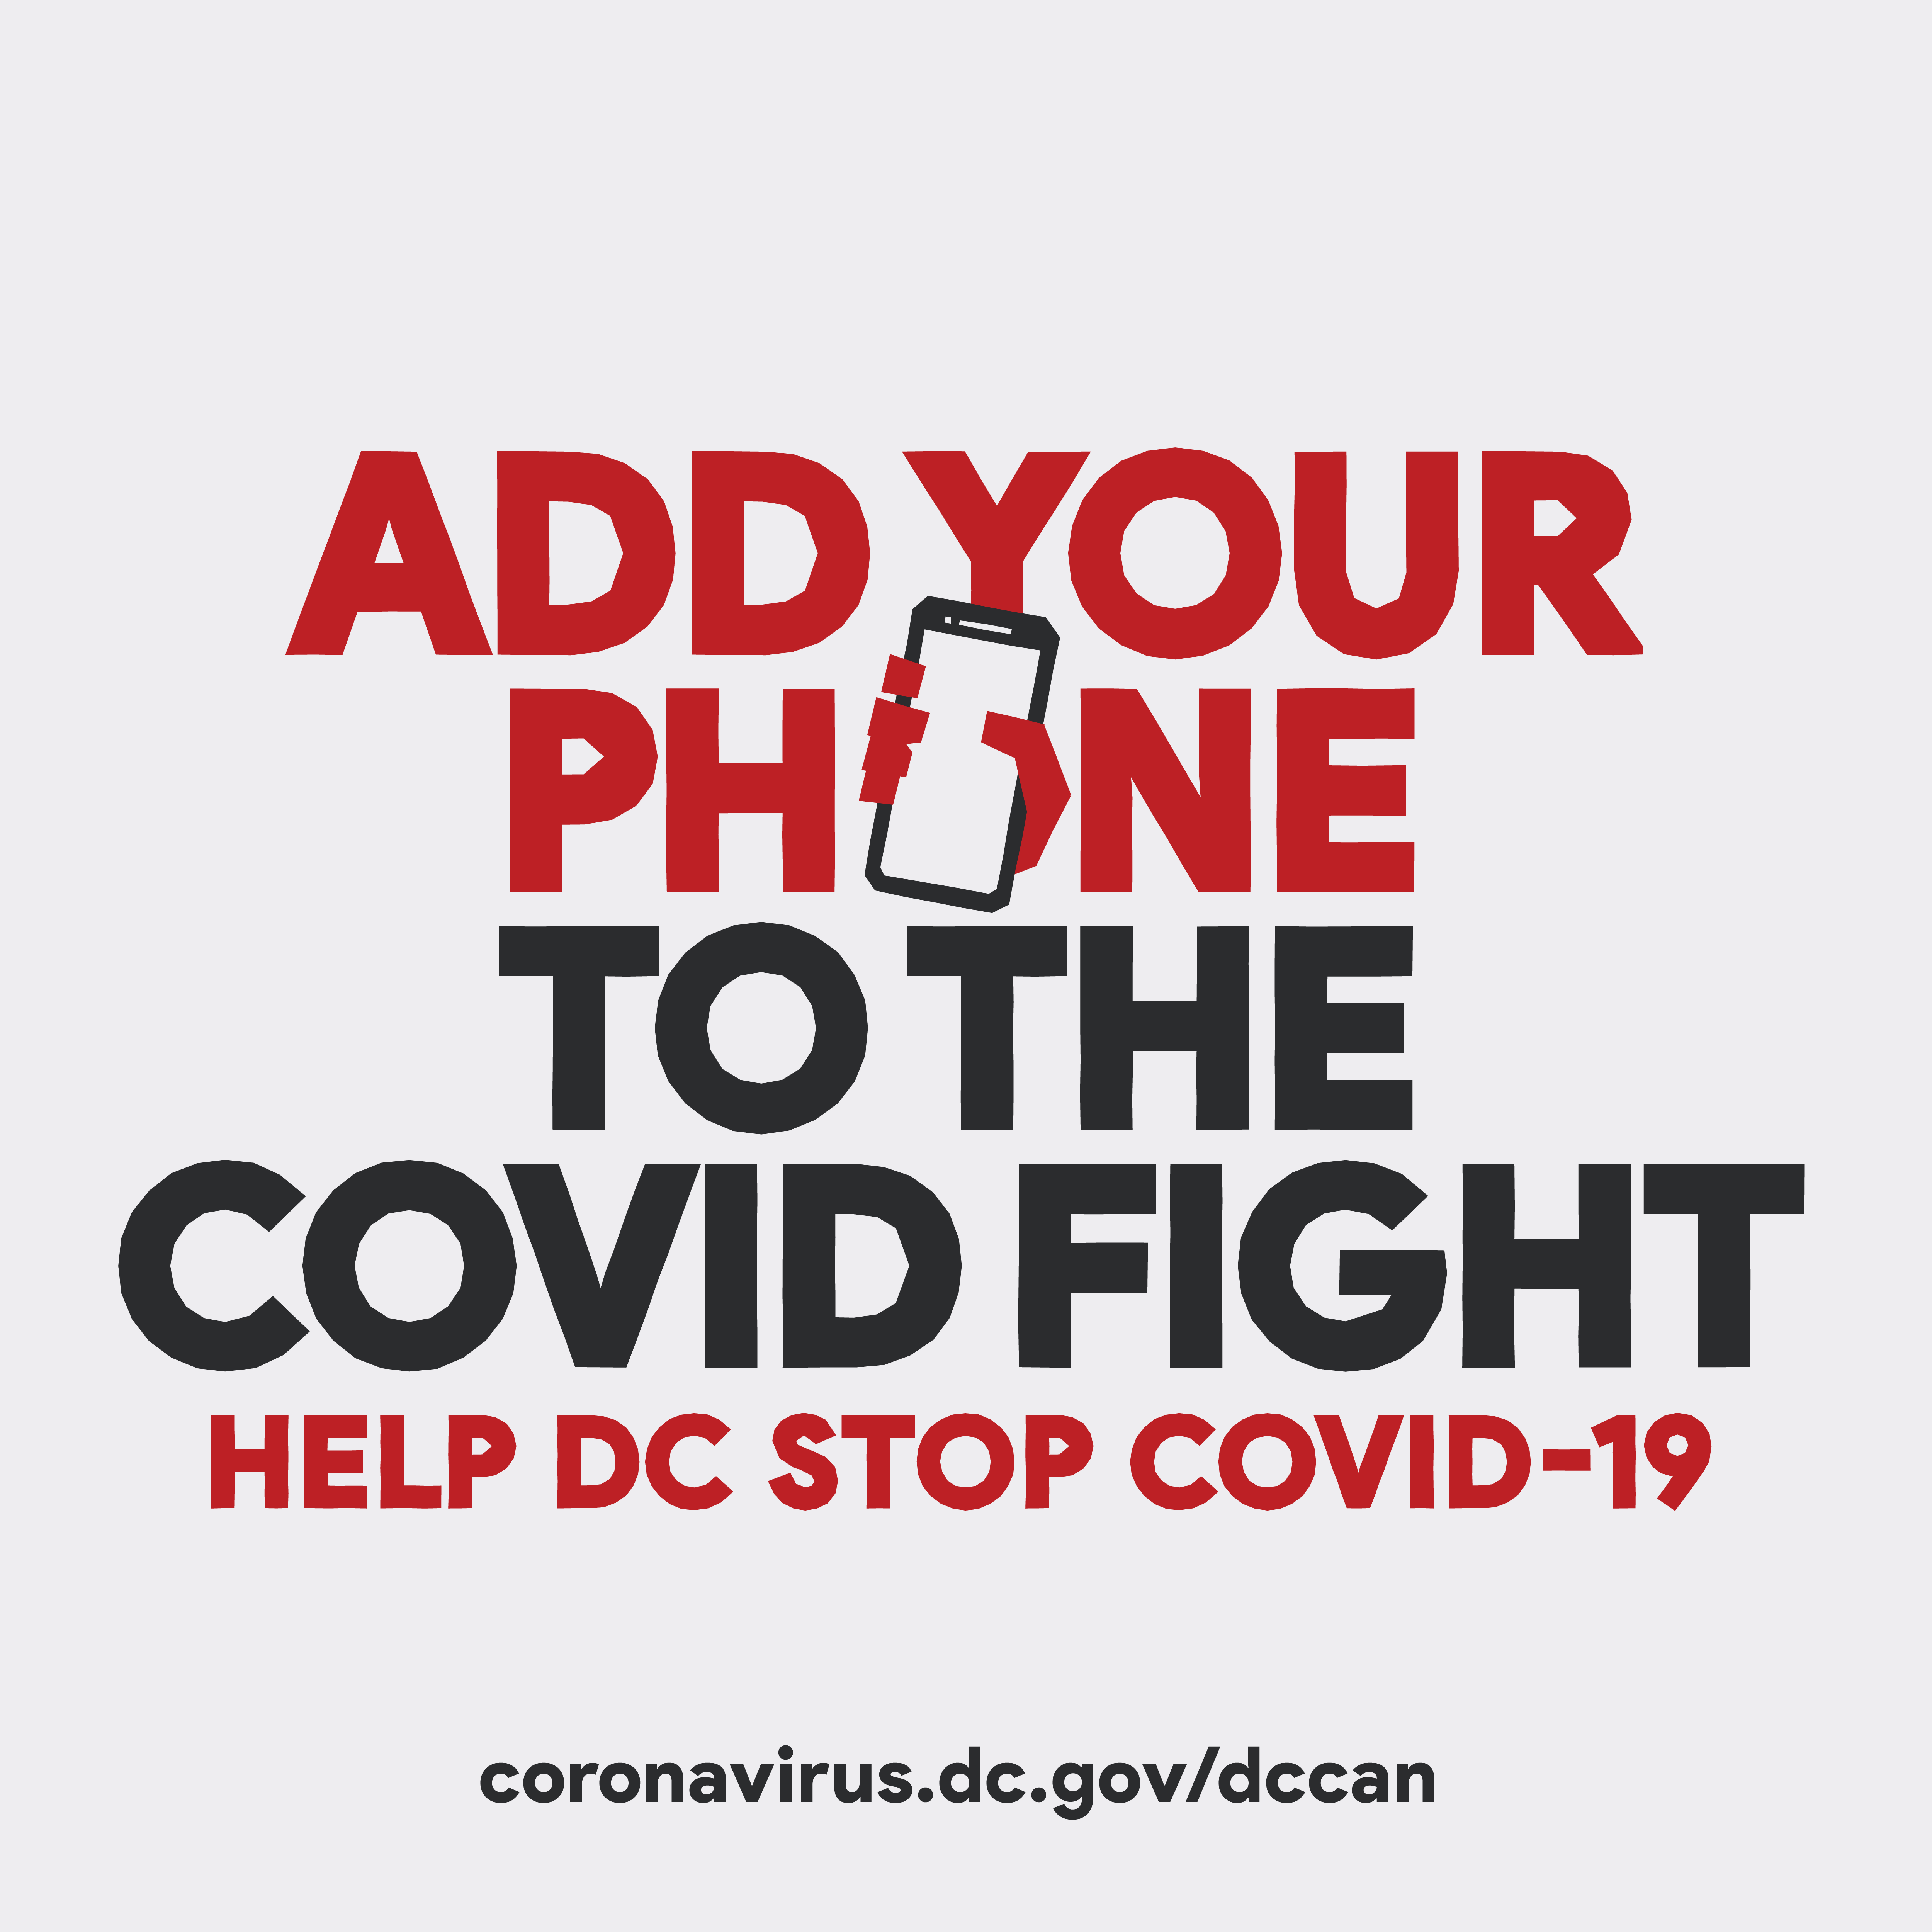 ADD YOUR
PHONE
TO THE
COVID FIGHT
HELP DC STOP COVID-19
coronavirus.dc.gov/dccan